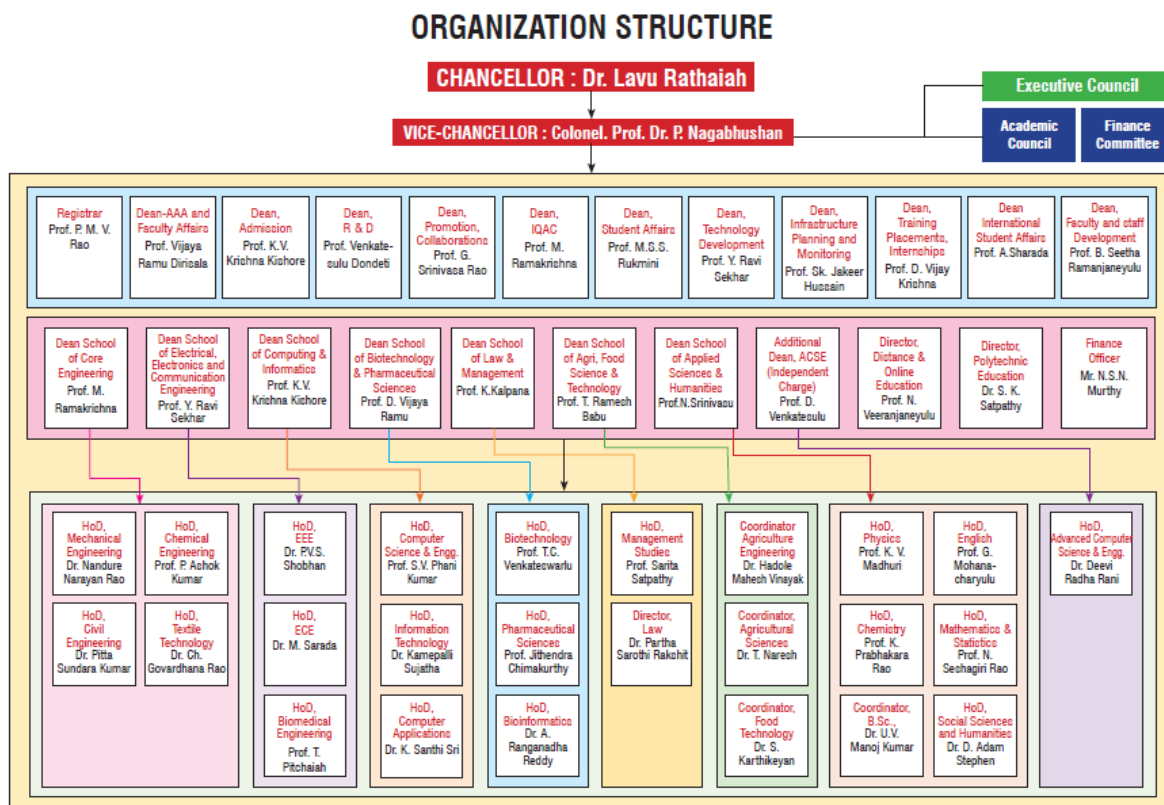 ORGANIZATION STRUCTURE
CHANCELLOR : Dr. Lavu Rathaiah
VICE-CHANCELLOR : Colonel. Prof. Dr. P. Nagabhushan
Executive Council
Academic
Council
Finance
Committee
Registrar
Prof. P. M. V.
Rao
Dean-AAA and
Faculty Affairs
Prof. Vijaya
Ramu Dirisala
Dean,
Admission
Prof. K.V.
Krishna Kishore
Dean,
R & D
Prof. Venkate-
sulu Dondeti
Dean,
Promotion,
Collaborations
Prof. G.
Srinivasa Rao
Dean,
IQAC
Prof. M.
Ramakrishna
Dean,
Student Affairs
Prof. M.S.S.
Rukmini
Dean,
Technology
Development
Prof. Y. Ravi
Sekhar
Dean,
Infrastructure
Planning and
Monitoring
Prof. Sk. Jakeer
Hussain
Dean,
Training
Placements,
Internships
Prof. D. Vijay
Krishna
Dean
International
Student Affairs
Prof. A.Sharada
Dean,
Faculty and staff
Development
Prof. B. Seetha
Ramanjaneyulu
Dean School
of Core
Engineering
Prof. M.
Ramakrishna
Dean School
of Electrical,
Electronics and
Communication
Engineering
Prof. Y. Ravi
Sekhar
Dean School
of Computing &
Informatics
Prof. K.V.
Krishna Kishore
Dean School
of Biotechnology
& Pharmaceutical
Sciences
Prof. D. Vijaya
Ramu
Dean School
of Law &
Management
Prof. K.Kalpana
Dean School
of Agri, Food
Science &
Technology
Prof. T. Ramesh
Babu
Dean School
of Applied
Sciences &
Humanities
Prof.N.Srinivasu
Additional
Dean, ACSE
(Independent
Charge)
Prof. D.
Venkatesulu
Director,
Distance &
Online
Education
Prof. N.
Veeranjaneyulu
Director,
Polytechnic
Education
Dr. S. K.
Satpathy
Finance
Officer
Mr. N.S.N.
Murthy
HoD,
Mechanical
Engineering
Dr. Nandure
Narayan Rao
HoD,
Chemical
Engineering
Prof. P. Ashok
Kumar
HoD,
Civil
Engineering
Dr. Pitta
Sundara Kumar
HoD,
Textile
Technology
Dr. Ch.
Govardhana Rao
HoD,
EEE
Dr. P.V.S.
Shobhan
HoD,
ECE
Dr. M. Sarada
HoD,
Biomedical
Engineering
Prof. T.
Pitchaiah
HoD,
Computer
Science & Engg.
Prof. S.V. Phani
Kumar
HoD,
Information
Technology
Dr. Kamepalli
Sujatha
HoD,
Computer
Applications
Dr. K. Santhi Sri
HoD,
Biotechnology
Prof. T.C.
Venkateswarlu
HoD,
Pharmaceutical
Sciences
Prof. Jithendra
Chimakurthy
HoD,
Bioinformatics
Dr. A.
Ranganadha
Reddy
HoD,
Management
Studies
Prof. Sarita
Satpathy
Director,
Law
Dr. Partha
Sarothi Rakshit
Coordinator
Agriculture
Engineering
Dr. Hadole
Mahesh Vinayak
Coordinator,
Agricultural
Sciences
Dr. T. Naresh
Coordinator,
Food
Technology
Dr. S.
Karthikeyan
HoD,
Physics
Prof. K. V.
Madhuri
HoD,
English
Prof. G.
Mohana-
charyulu
HoD,
Chemistry
Prof. K.
Prabhakara
Rao
HoD,
Mathematics &
Statistics
Prof. N.
Seshagiri Rao
Coordinator,
B.Sc.,
Dr. U.V.
Manoj Kumar
HoD,
Social Sciences
and Humanities
Dr. D. Adam
Stephen
HoD,
Advanced Computer
Science & Engg.
Dr. Deevi
Radha Rani